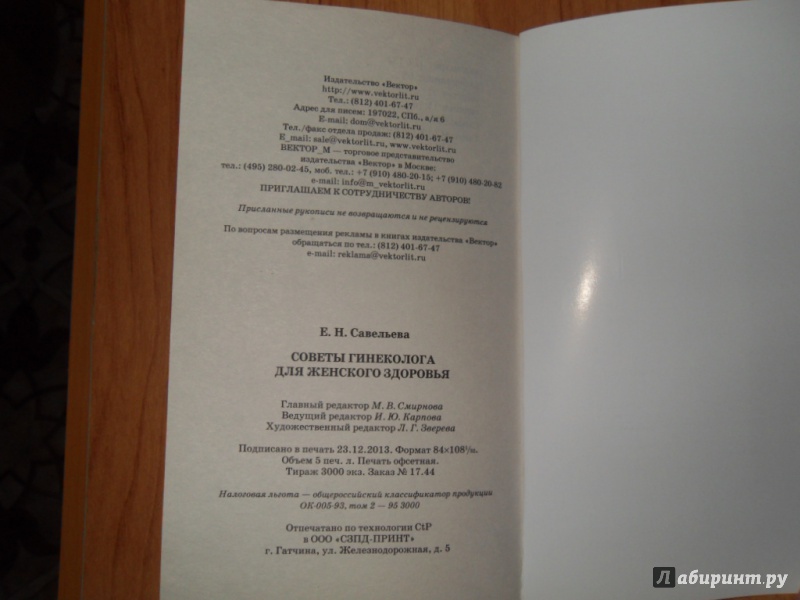 Издательство «Вектор»
http://www.vektorlit.ru
Тел.: (812) 401-67-47
Адрес для писем: 197022, СПб., а/я 6
E-mail: dom@vektorlit.ru
Тел./факс отдела продаж: (812) 401-67-47
E_mail: sale@vektorlit.ru, www.vektorlit.ru
ВЕКТОР_М — торговое представительство
издательства «Вектор» в Москве:
тел.: (495) 280-02-45, моб. тел.: +7 (910) 480-20-15; +7 (910) 480-20-82
e-mail: info@m_vektorlit.ru
ПРИГЛАШАЕМ К СОТРУДНИЧЕСТВУ АВТОРОВ!
Присланные рукописи не возвращаются и не рецензируются
По вопросам размещения рекламы в книгах издательства «Вектор»
обращаться по тел.: (812) 401-67-47
e-mail: reklama@vektorlit.ru
Е. Н. Савельева
СОВЕТЫ ГИНЕКОЛОГА
ДЛЯ ЖЕНСКОГО ЗДОРОВЬЯ
Главный редактор М. В. Смирнова
Ведущий редактор И. Ю. Карпова
Художественный редактор Л. Г. Зверева
Подписано в печать 23.12.2013. Формат 84×108¹/₃₂.
Объем 5 печ. л. Печать офсетная.
Тираж 3000 экз. Заказ № 17.44
Налоговая льгота — общероссийский классификатор продукции
ОК-005-93, том 2 — 95 3000
Отпечатано по технологии CtP
в ООО «СЗПД-ПРИНТ»
г. Гатчина, ул. Железнодорожная, д. 5
Лабиринт.ру